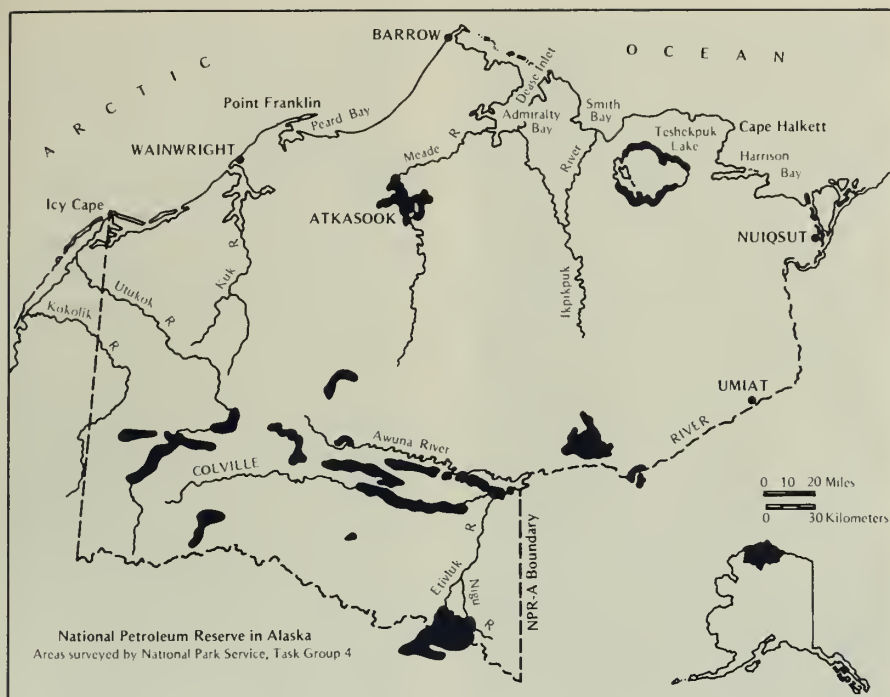 BARROW
ARCTIC
OCEAN
Dease Inlet
Point Franklin
Peard Bay
Admiralty
Bay
Smith
Bay
Teshekpuk
Lake
Cape Halkett
WAINWRIGHT
Meade R
River
Harrison
Bay
Icy Cape
ATKASOOK
NUIQSUT
Kuk R
Utukok R
Ikpikpuk
Kokolik R
UMIAT
Awuna River
RIVER
COLVILLE
0 10 20 Miles
0 30 Kilometers
R
Etivluk
Nigu
R
NPR-A Boundary
National Petroleum Reserve in Alaska
Areas surveyed by National Park Service, Task Group 4